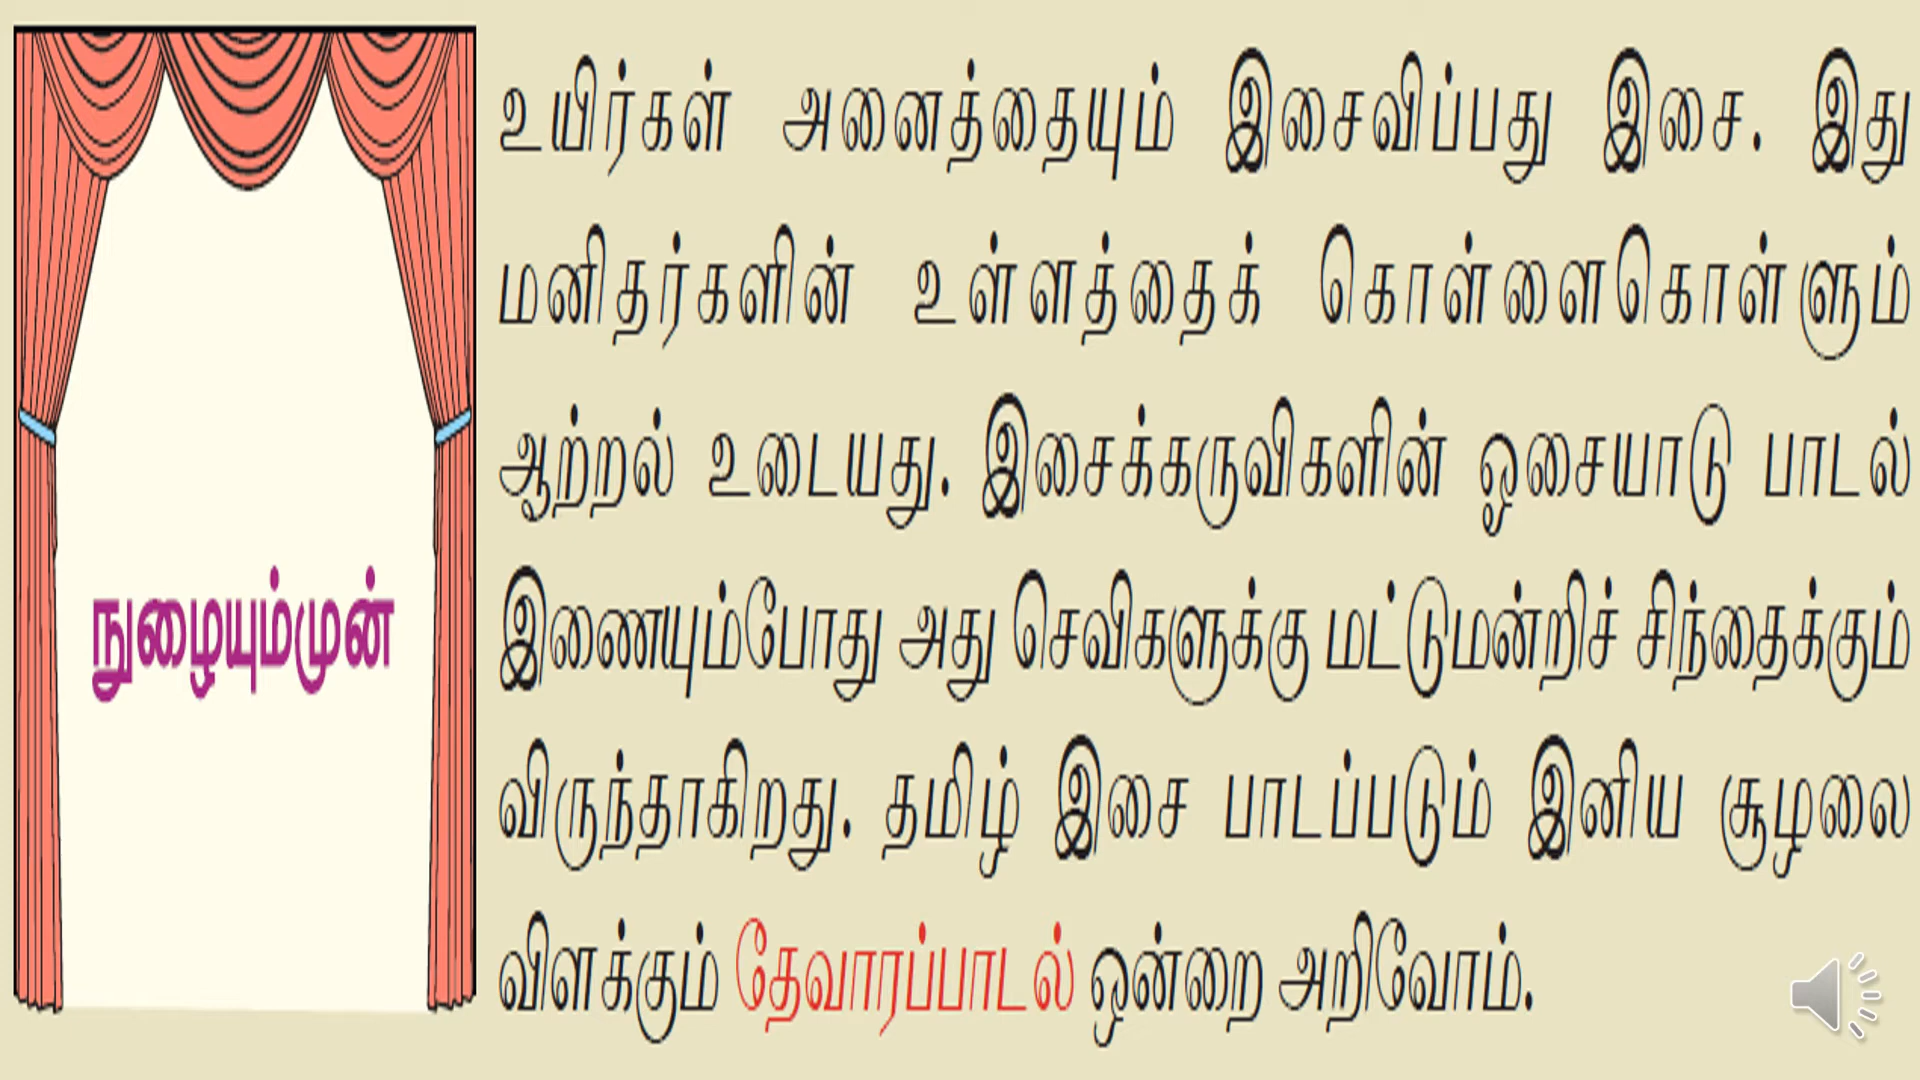 நுழையும்முன்
உயிர்கள் அனைத்தையும் இசைவிப்பது இசை. இது
மனிதர்களின் உள்ளத்தைக் கொள்ளைகொள்ளும்
ஆற்றல் உடையது. இசைக்கருவிகளின் ஓசையாடு பாடல்
இணையும்போது அது செவிகளுக்கு மட்டுமன்றிச் சிந்தைக்கும்
விருந்தாகிறது. தமிழ் இசை பாடப்படும் இனிய சூழலை
விளக்கும் தேவாரப்பாடல் ஒன்றை அறிவோம்.